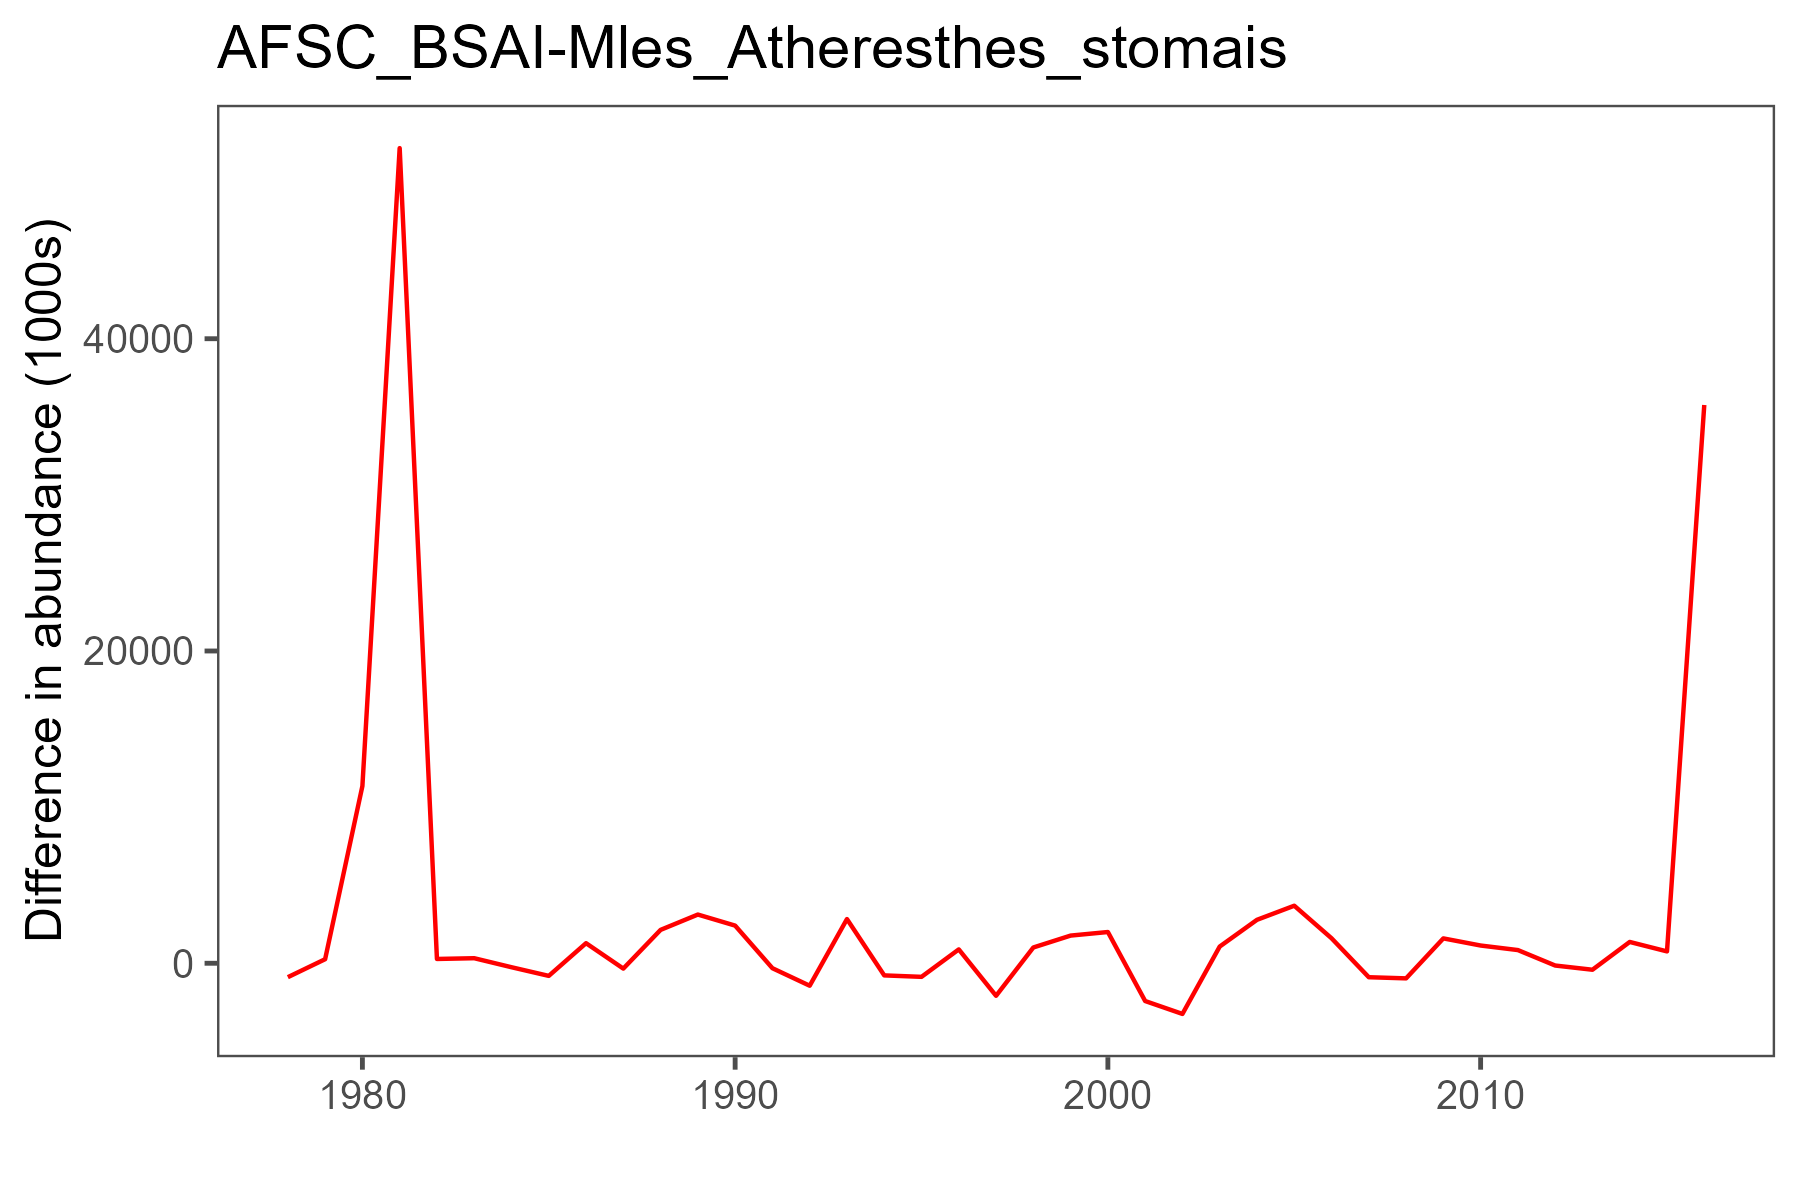 AFSC_BSAI-Mles_Atheresthes_stomais
Difference in abundance (1000s)
40000
20000
0
1980 1990 2000 2010